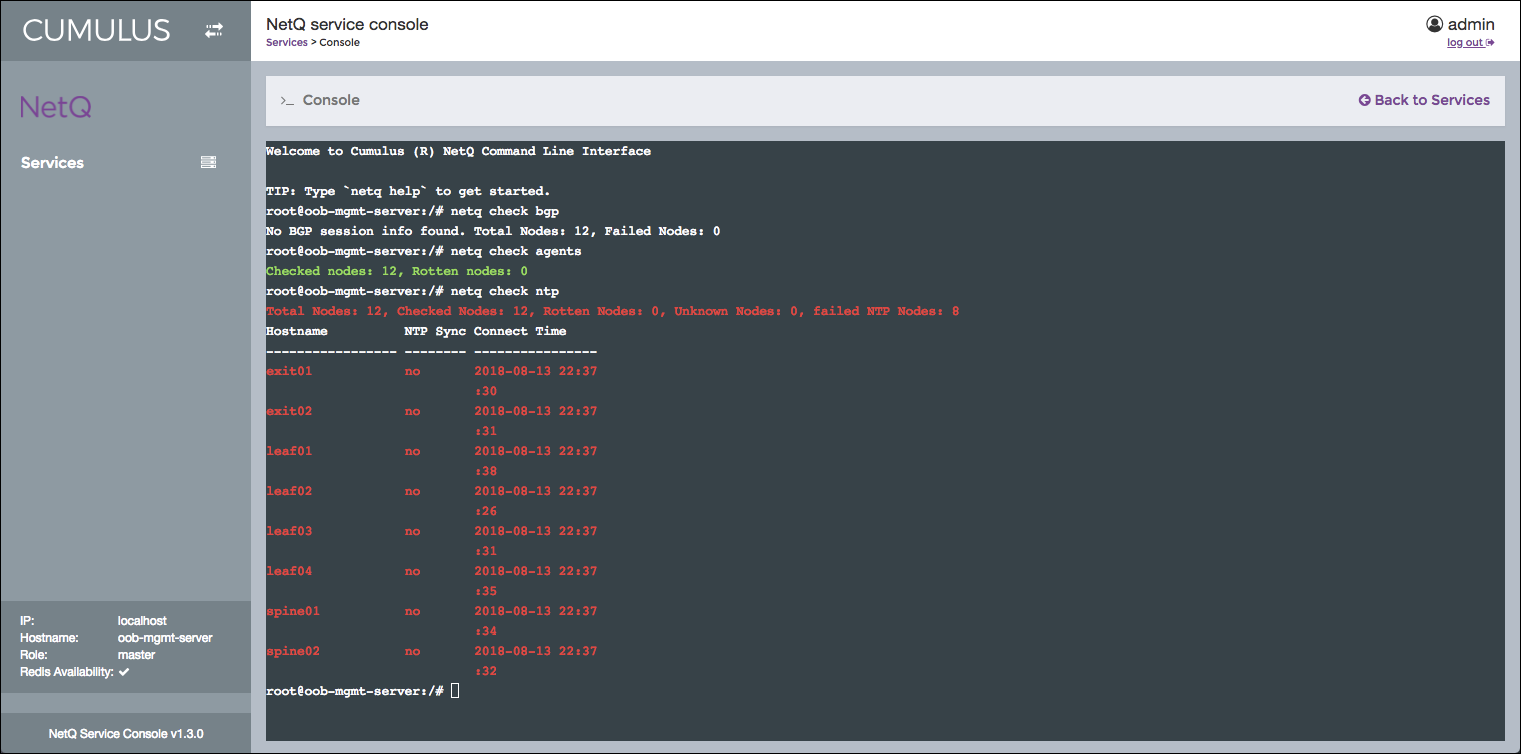 CUMULUS
NetQ service console
Services > Console
admin
log out
NetQ
Services
>_ Console
Back to Services
Welcome to Cumulus (R) NetQ Command Line Interface
TIP: Type `netq help` to get started.
root@oob-mgmt-server:/# netq check bgp
No BGP session info found. Total Nodes: 12, Failed Nodes: 0
root@oob-mgmt-server:/# netq check agents
Checked nodes: 12, Rotten nodes: 0
root@oob-mgmt-server:/# netq check ntp
Total Nodes: 12, Checked Nodes: 12, Rotten Nodes: 0, Unknown Nodes: 0, failed NTP Nodes: 8
Hostname          NTP Sync Connect Time
----------------- -------- ----------------
exit01            no       2018-08-13 22:37
                           :30
exit02            no       2018-08-13 22:37
                           :31
leaf01            no       2018-08-13 22:37
                           :38
leaf02            no       2018-08-13 22:37
                           :26
leaf03            no       2018-08-13 22:37
                           :31
leaf04            no       2018-08-13 22:37
                           :35
spine01           no       2018-08-13 22:37
                           :34
spine02           no       2018-08-13 22:37
                           :32
root@oob-mgmt-server:/#
IP: localhost
Hostname: oob-mgmt-server
Role: master
Redis Availability: ✔
NetQ Service Console v1.3.0